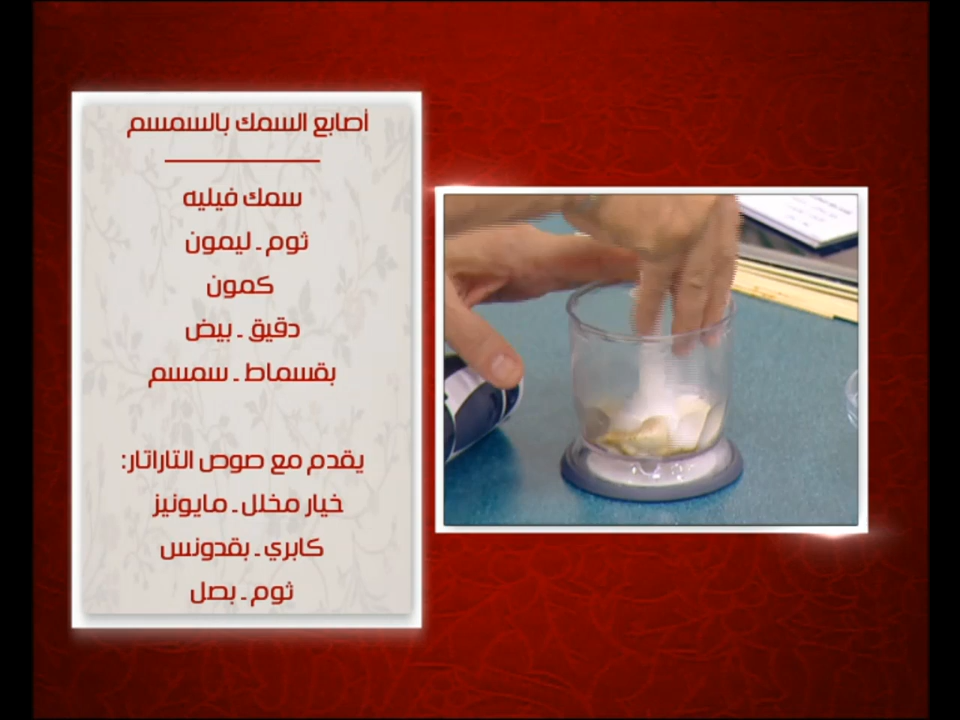 أصابع السمك بالسمسم
سمك فيليه
ثوم ـ ليمون
كمون
دقيق ـ بيض
بقسماط ـ سمسم
يقدم مع صوص التاراتار:
خيار مخلل ـ مايونيز
كابري ـ بقدونس
ثوم ـ بصل